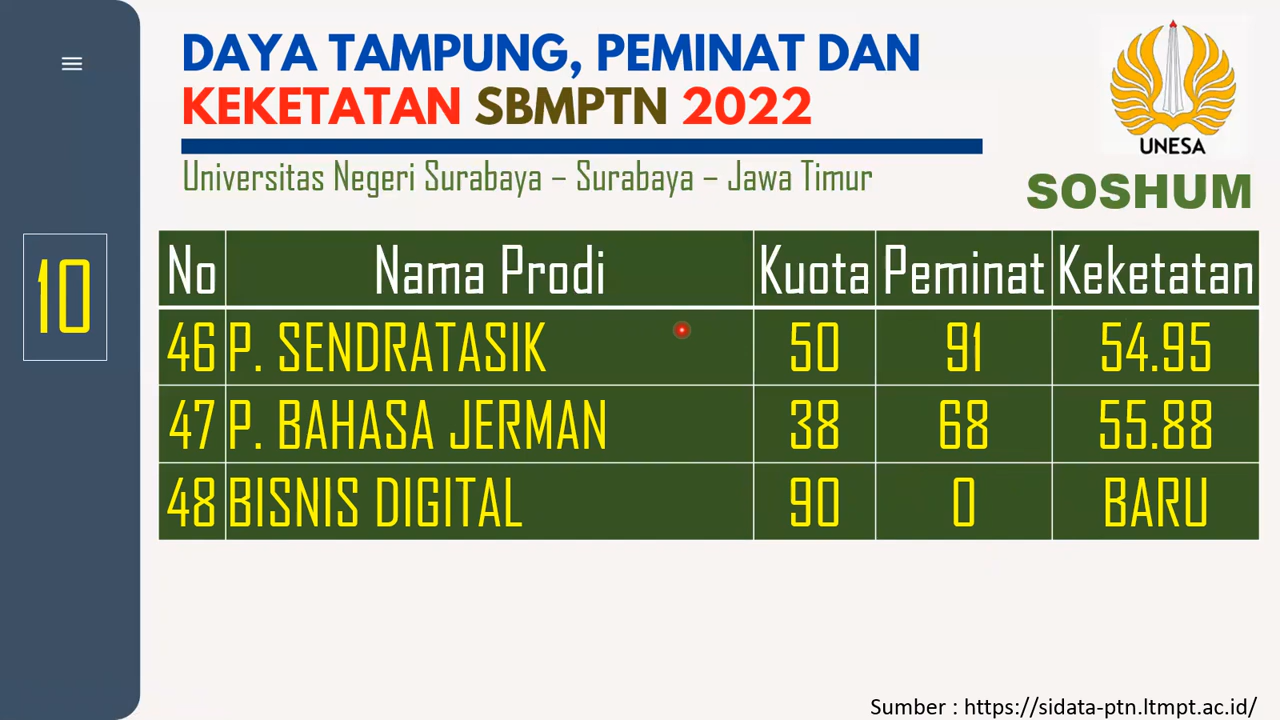 DAYA TAMPUNG, PEMINAT DAN
KEKETATAN SBMPTN 2022
Universitas Negeri Surabaya – Surabaya – Jawa Timur
UNESA
SOSHUM
10
No Nama Prodi Kuota Peminat Keketatan
46 P. SENDRATASIK 50 91 54.95
47 P. BAHASA JERMAN 38 68 55.88
48 BISNIS DIGITAL 90 0 BARU
Sumber : https://sidata-ptn.ltmpt.ac.id/